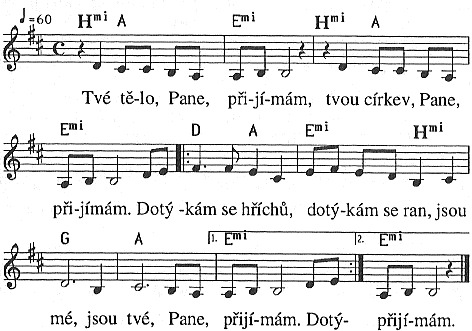 ♩=60 Hmi A Emi Hmi A
Tvé tě-lo, Pane, při-jí-mám, tvou církev, Pane,
Emi D A Emi Hmi
při-jímám. Dotý -kám se hříchů, dotý-kám se ran, jsou
G A 1. Emi 2. Emi
mé, jsou tvé, Pane, přijí-mám. Dotý- přijí-mám.